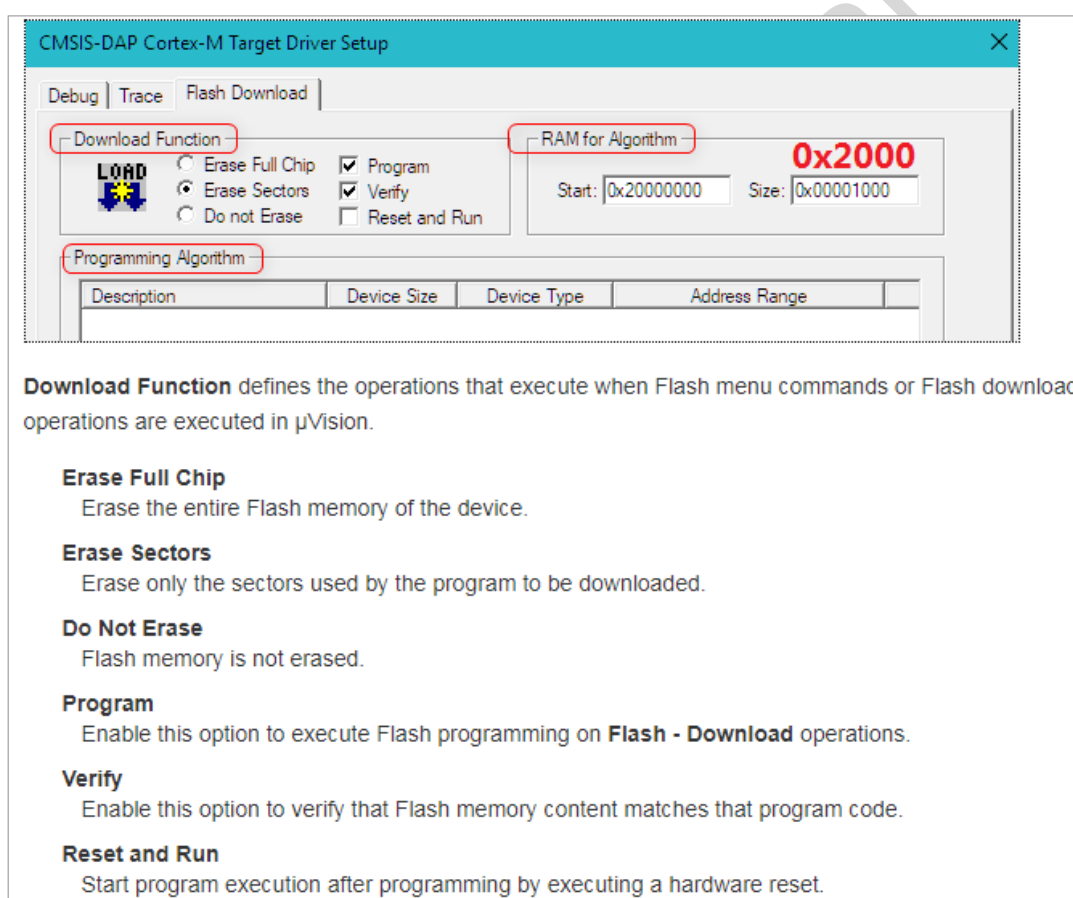 CMSIS-DAP Cortex-M Target Driver Setup
Debug Trace Flash Download
Download Function
LOAD
Erase Full Chip
Erase Sectors
Do not Erase
Program
Verify
Reset and Run
RAM for Algorithm
0x2000
Start: 0x20000000 Size: 0x00001000
Programming Algorithm
Description Device Size Device Type Address Range
Download Function defines the operations that execute when Flash menu commands or Flash download
operations are executed in µVision.
Erase Full Chip
Erase the entire Flash memory of the device.
Erase Sectors
Erase only the sectors used by the program to be downloaded.
Do Not Erase
Flash memory is not erased.
Program
Enable this option to execute Flash programming on Flash - Download operations.
Verify
Enable this option to verify that Flash memory content matches that program code.
Reset and Run
Start program execution after programming by executing a hardware reset.